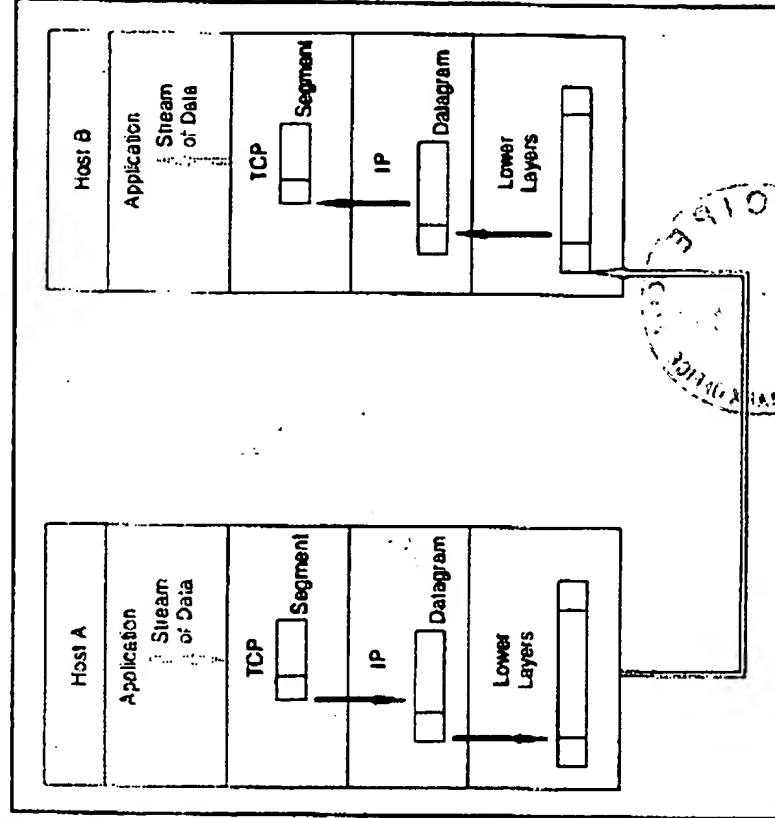 Host A
Application
Stream
of Data
TCP
Segment
IP
Datagram
Lower
Layers
Host B
Application
Stream
of Data
TCP
Segment
IP
Datagram
Lower
Layers